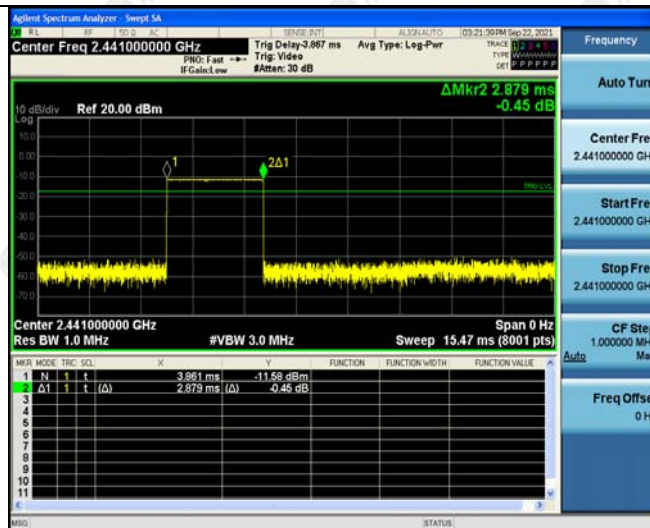 Agilent Spectrum Analyzer - Swept SA
RL RF 50 Ω AC SENSE:INT ALIGNAUTO 03:21:39 PM Sep 22, 2021
Center Freq 2.441000000 GHz
PNO: Fast
IFGain:Low
Trig Delay-3.867 ms
Trig: Video
#Atten: 30 dB
Avg Type: Log-Pwr
TRACE 1 2 3 4 5 6
TYPE
DET P P P P P P
ΔMkr2 2.879 ms
-0.45 dB
10 dB/div
Log
Ref 20.00 dBm
10.0
0.00
-10.0
-20.0
-30.0
-40.0
-50.0
-60.0
-70.0
1
2Δ1
TRIG LVL
Center 2.441000000 GHz Span 0 Hz
Res BW 1.0 MHz #VBW 3.0 MHz Sweep 15.47 ms (8001 pts)
MKR MODE TRC SCL X Y FUNCTION FUNCTION WIDTH FUNCTION VALUE
1 N 1 t 3.861 ms -11.58 dBm
2 Δ1 1 t (Δ) 2.879 ms (Δ) -0.45 dB
3
4
5
6
7
8
9
10
11
MSG STATUS
Frequency
Auto Tun
Center Fre
2.441000000 GH
Start Fre
2.441000000 GH
Stop Fre
2.441000000 GH
CF Ste
1.000000 MH
Auto Ma
Freq Offse
0 H